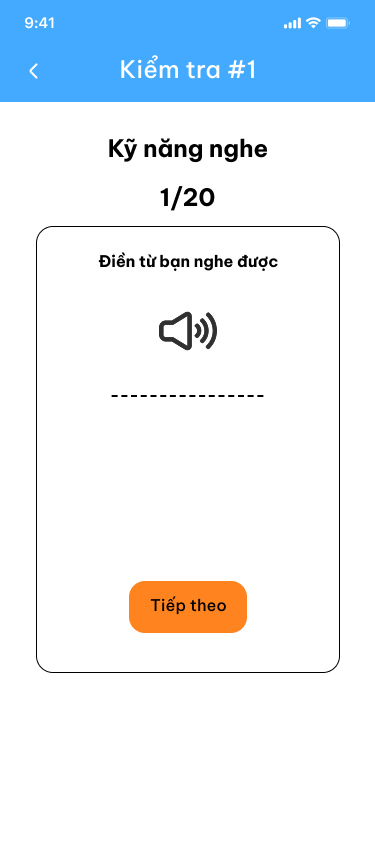 9:41
Kiểm tra #1
Kỹ năng nghe
1/20
Điền từ bạn nghe được
Tiếp theo